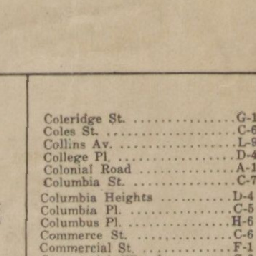 Coleridge St. ............ G-1
Coles St. ................ C-6
Collins Av. .............. L-9
College Pl. .............. D-4
Colonial Road ............ A-1
Columbia St. ............. C-7
Columbia Heights ......... D-4
Columbia Pl. ............. C-5
Columbus Pl. ............. H-6
Commerce St. ............. C-6
Commercial St. ........... F-1